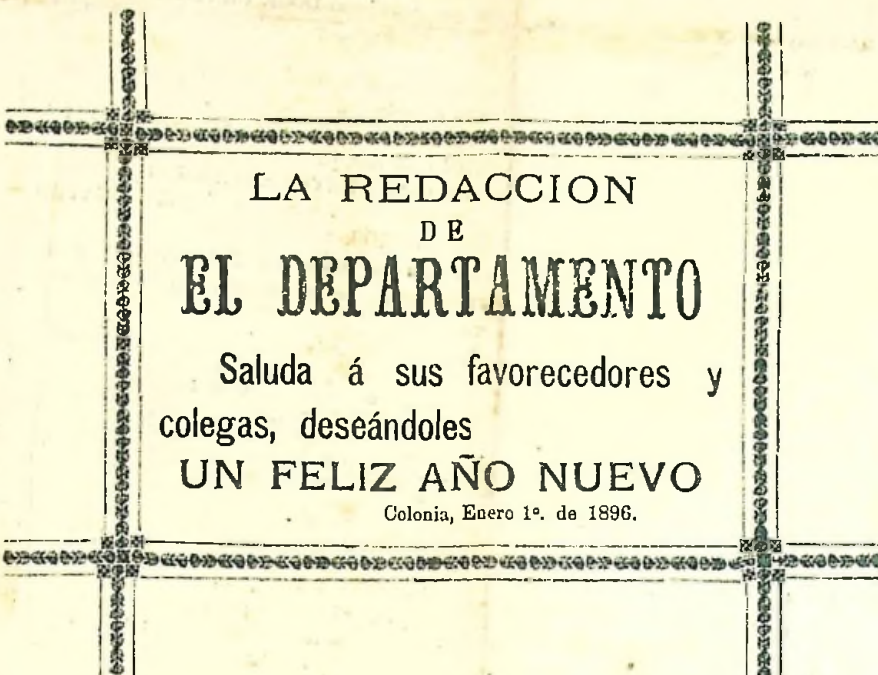 LA REDACCION
DE
EL DEPARTAMENTO
Saluda á sus favorecedores y
colegas, deseándoles
UN FELIZ AÑO NUEVO
Colonia, Enero 1º. de 1896.